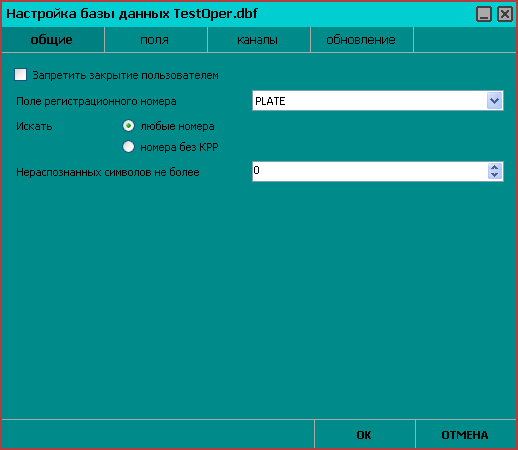 Настройка базы данных TestOper.dbf
общие поля каналы обновление
Запретить закрытие пользователем
Поле регистрационного номера PLATE
Искать любые номера
номера без КРР
Нераспознанных символов не более 0
OK ОТМЕНА